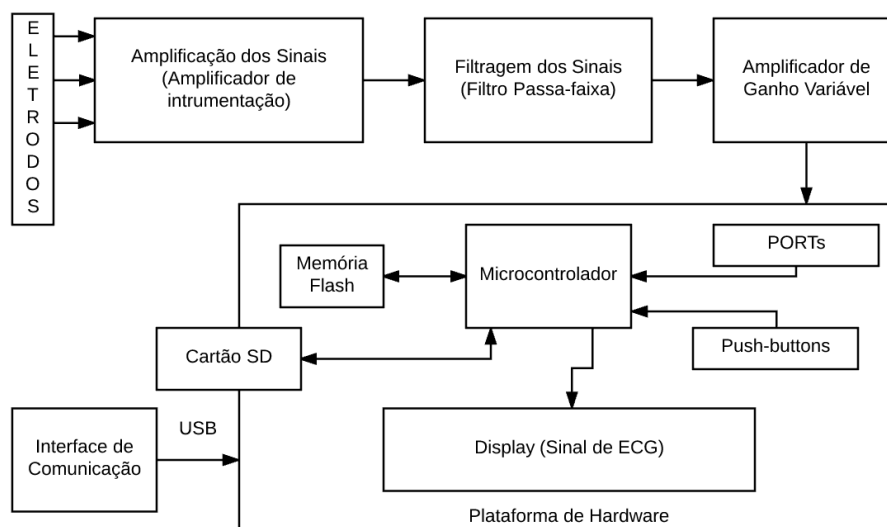 ELETRODOS
Amplificação dos Sinais
(Amplificador de
intrumentação)
Filtragem dos Sinais
(Filtro Passa-faixa)
Amplificador de
Ganho Variável
PORTs
Memória
Flash
Microcontrolador
Push-buttons
Cartão SD
USB
Interface de
Comunicação
Display (Sinal de ECG)
Plataforma de Hardware